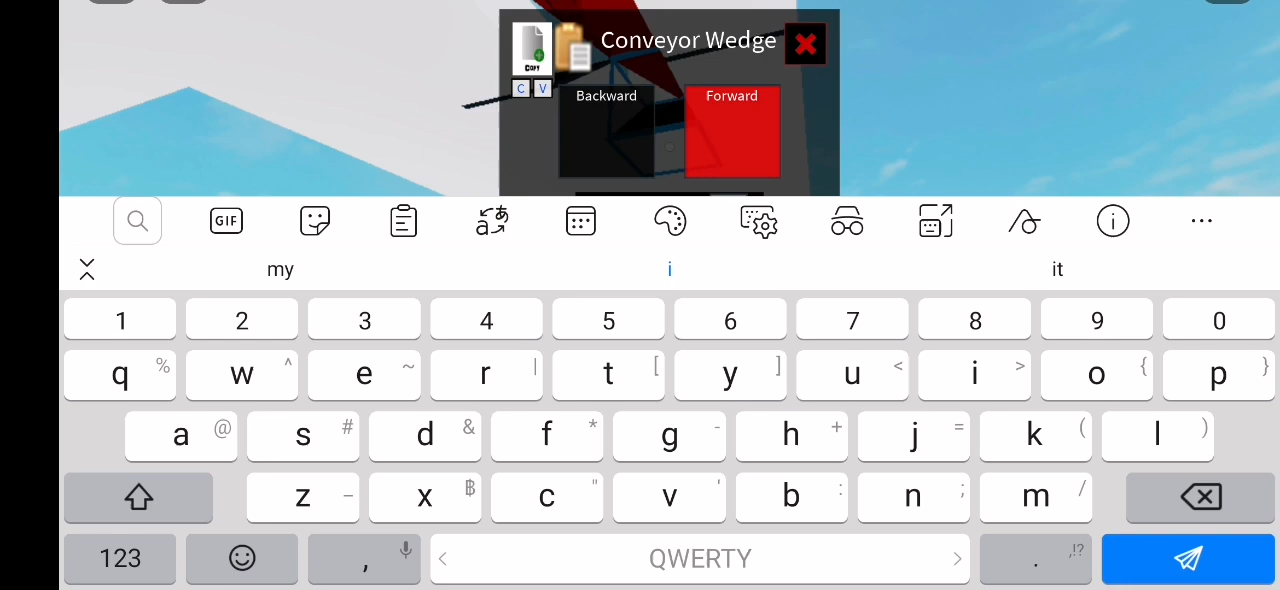 Conveyor Wedge
COPY
C V
Backward Forward
GIF
my i it
1 2 3 4 5 6 7 8 9 0
q % w ^ e ~ r | t [ y ] u < i > o { p }
a @ s # d & f * g - h + j = k ( l )
z _ x ฿ c " v ' b : n ; m /
123 , < QWERTY > . ,!?